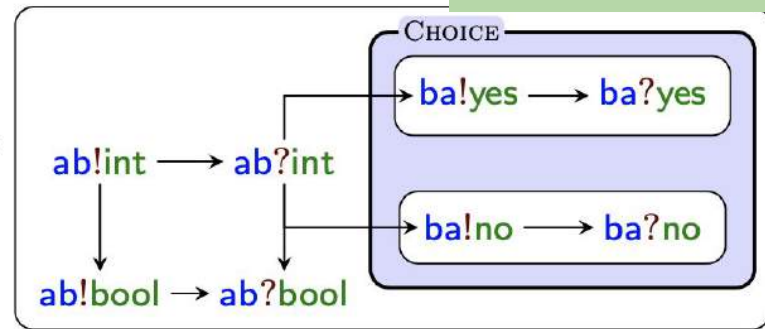 CHOICE
ba!yes → ba?yes
ab!int → ab?int
ba!no → ba?no
ab!bool → ab?bool